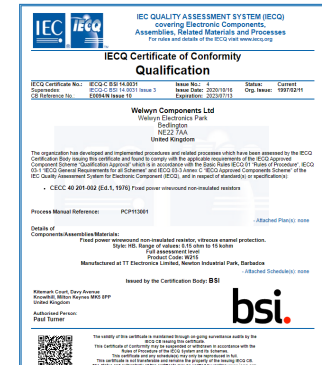 IEC
IECQ
IEC QUALITY ASSESSMENT SYSTEM (IECQ)
covering Electronic Components,
Assemblies, Related Materials and Processes
For rules and details of the IECQ visit www.iecq.org
IECQ Certificate of Conformity
Qualification
IECQ Certificate No.: IECQ-C BSI 14.0031 Issue No.: 4 Status: Current
Supersedes IECQ-C BSI 14.0031 Issue 3 Issue Date: 2020/10/16 Org. Issue: 1997/02/11
CB Reference No.: E0094/N Issue 10 Expiration: 2023/07/13
Welwyn Components Ltd
Welwyn Electronics Park
Bedlington
NE22 7AA
United Kingdom
The organization has developed and implemented procedures and related processes which have been assessed by the IECQ
Certification Body issuing this certificate and found to comply with the applicable requirements of the IECQ Approved
Component Scheme "Qualification Approval" which is in accordance with the Basic Rules IECQ 01 "Rules of Procedure", IECQ
03-1 "IECQ General Requirements for all Schemes" and IECQ 03-3 Annex C "IECQ Approved Components Scheme" of the
IEC Quality Assessment System for Electronic Component (IECQ), and in respect of standard(s) or specification(s)
• CECC 40 201-002 (Ed.1, 1976) Fixed power wirewound non-insulated resistors
Process Manual Reference: PCP113001
- Attached Plan(s): none
Details of
Components/Assemblies/Materials:
Fixed power wirewound non-insulated resistor, vitreous enamel protection.
Style: HB. Range of values: 0.15 ohm to 15 kohm
Full assessment level
Product Code: W21S
Manufactured at TT Electronics Limited, Newton Industrial Park, Barbados
- Attached Schedule(s): none
Issued by the Certification Body: BSI
Kitemark Court, Davy Avenue
Knowlhill, Milton Keynes MK5 8PP
United Kingdom
Authorised Person:
Paul Turner
bsi.
The validity of this certificate is maintained through on-going surveillance audits by the
IECQ CB issuing this certificate.
This Certificate of Conformity may be suspended or withdrawn in accordance with the
Rules of Procedure of the IECQ System and its Schemes.
This certificate and any schedule(s) may only be reproduced in full.
This certificate is not transferable and remains the property of the issuing IECQ CB.